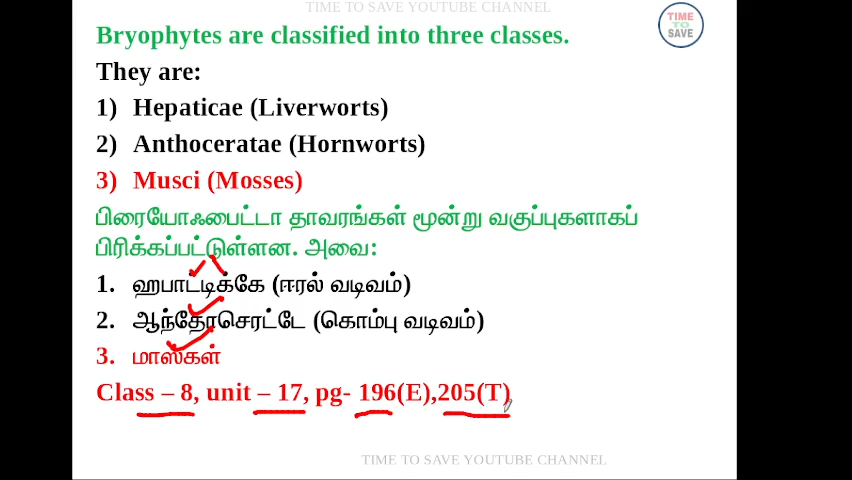 TIME TO SAVE YOUTUBE CHANNEL
TIME
TO
SAVE
Bryophytes are classified into three classes.
They are:
1) Hepaticae (Liverworts)
2) Anthoceratae (Hornworts)
3) Musci (Mosses)
பிரையோஃபைட்டா தாவரங்கள் மூன்று வகுப்புகளாகப்
பிரிக்கப்பட்டுள்ளன. அவை:
1. ஹபாட்டிக்கே (ஈரல் வடிவம்)
2. ஆந்தோசெரட்டே (கொம்பு வடிவம்)
3. மாஸ்கள்
Class – 8, unit – 17, pg- 196(E),205(T)
TIME TO SAVE YOUTUBE CHANNEL